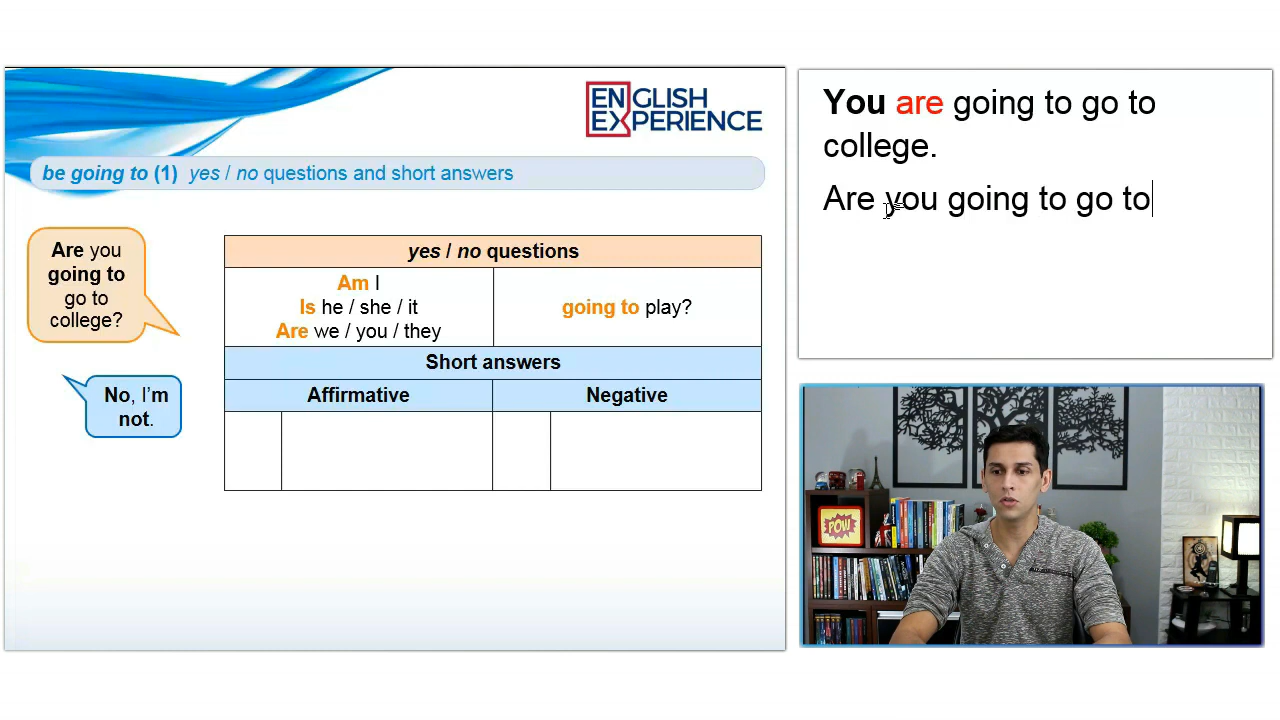 ENGLISH
EXPERIENCE
be going to (1) yes / no questions and short answers
Are you
going to
go to
college?
No, I'm
not.
yes / no questions
Am I
Is he / she / it
Are we / you / they
going to play?
Short answers
Affirmative
Negative
You are going to go to
college.
Are you going to go to
POW